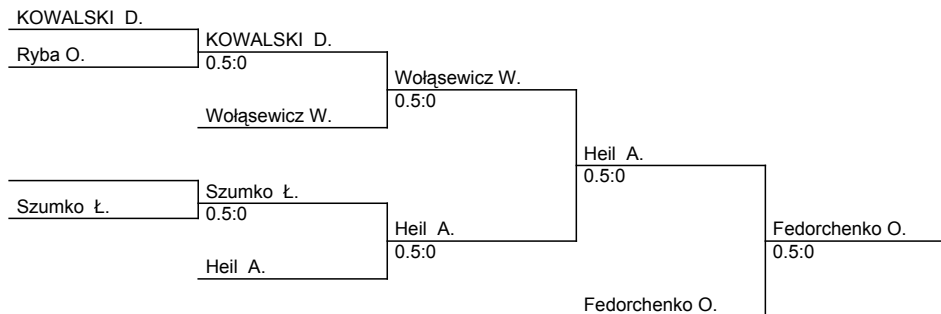 KOWALSKI D.
Ryba O.
KOWALSKI D.
0.5:0
Wołąsewicz W.
Wołąsewicz W.
0.5:0
Szumko Ł.
Szumko Ł.
0.5:0
Heil A.
Heil A.
0.5:0
Heil A.
0.5:0
Fedorchenko O.
Fedorchenko O.
0.5:0